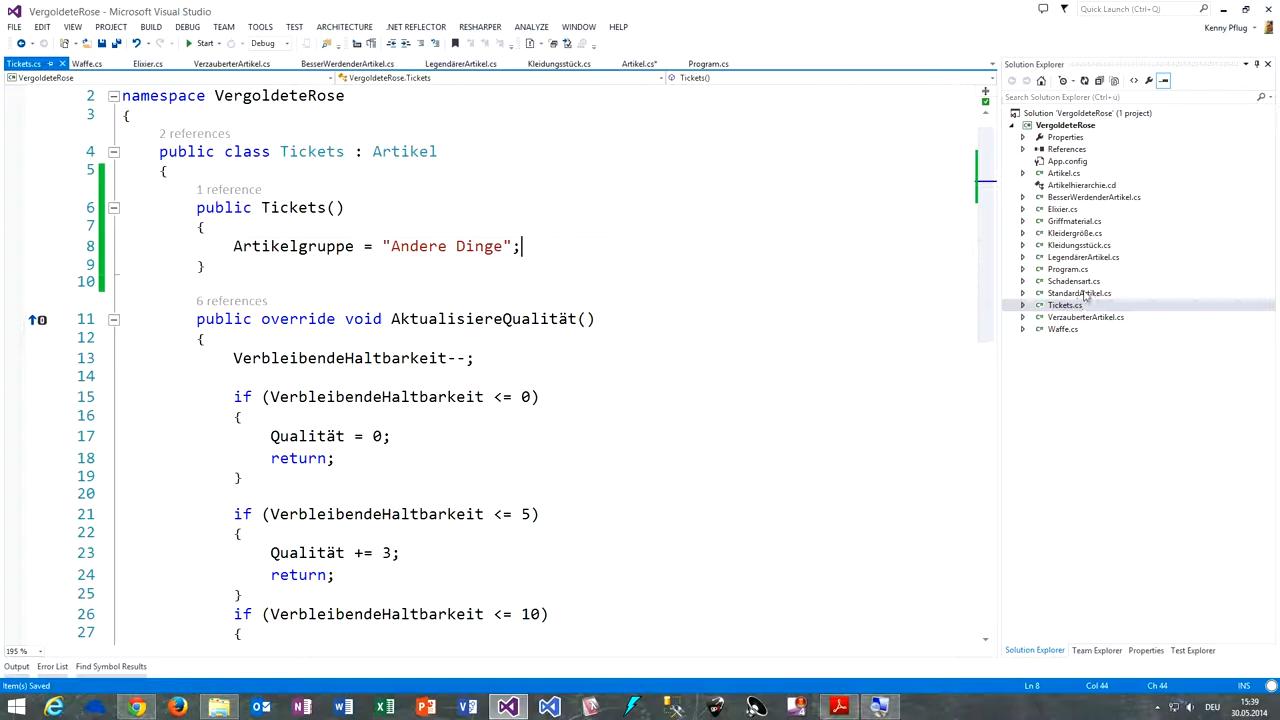 VergoldeteRose - Microsoft Visual Studio
Quick Launch (Ctrl+Q)
FILE EDIT VIEW PROJECT BUILD DEBUG TEAM TOOLS TEST ARCHITECTURE .NET REFLECTOR RESHARPER ANALYZE WINDOW HELP
Kenny Pflug
Start Debug
Tickets.cs Waffe.cs Elixier.cs VerzauberterArtikel.cs BesserWerdenderArtikel.cs LegendärerArtikel.cs Kleidungsstück.cs Artikel.cs* Program.cs
VergoldeteRose VergoldeteRose.Tickets Tickets()
2 namespace VergoldeteRose
3 {
2 references
4 public class Tickets : Artikel
5 {
1 reference
6 public Tickets()
7 {
8 Artikelgruppe = "Andere Dinge";
9 }
10
6 references
11 public override void AktualisiereQualität()
12 {
13 VerbleibendeHaltbarkeit--;
14
15 if (VerbleibendeHaltbarkeit <= 0)
16 {
17 Qualität = 0;
18 return;
19 }
20
21 if (VerbleibendeHaltbarkeit <= 5)
22 {
23 Qualität += 3;
24 return;
25 }
26 if (VerbleibendeHaltbarkeit <= 10)
27 {
195 %
Solution Explorer
Search Solution Explorer (Ctrl+ü)
Solution 'VergoldeteRose' (1 project)
VergoldeteRose
Properties
References
App.config
Artikel.cs
Artikelhierarchie.cd
BesserWerdenderArtikel.cs
Elixier.cs
Griffmaterial.cs
Kleidergröße.cs
Kleidungsstück.cs
LegendärerArtikel.cs
Program.cs
Schadensart.cs
StandardArtikel.cs
Tickets.cs
VerzauberterArtikel.cs
Waffe.cs
Solution Explorer Team Explorer Properties Test Explorer
Output Error List Find Symbol Results
Item(s) Saved Ln 8 Col 44 Ch 44 INS
DEU
15:39
30.05.2014